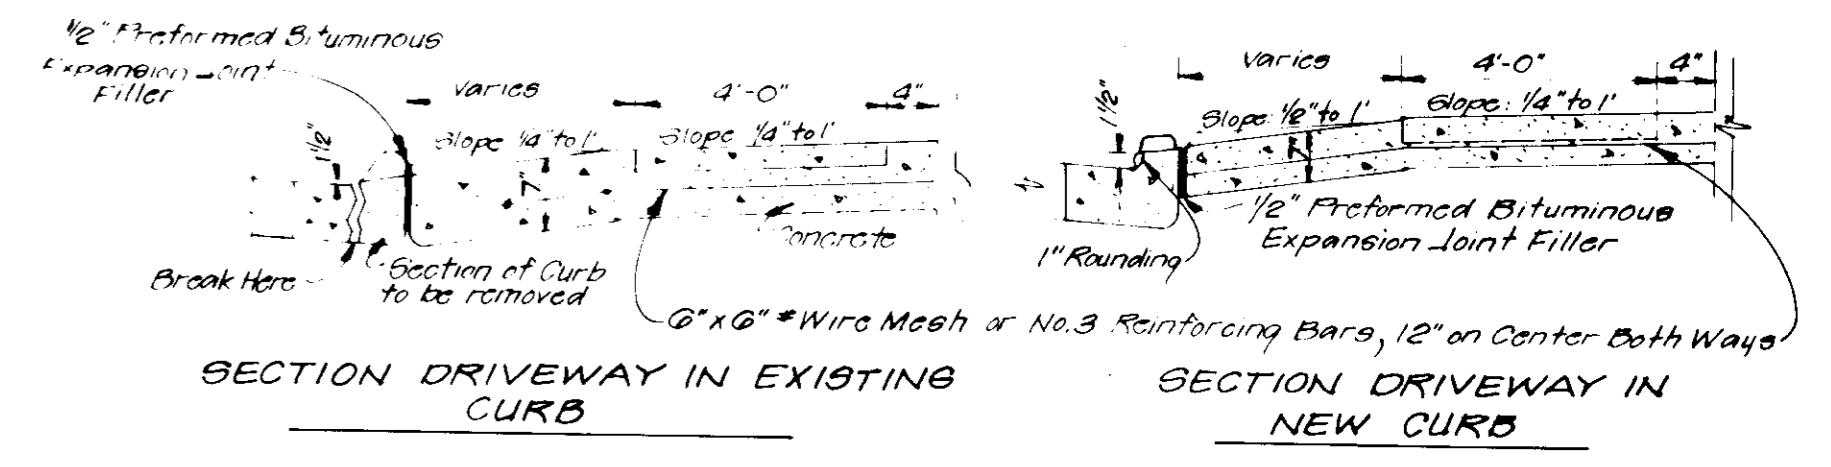 1/2" Preformed Bituminous
Expansion Joint
Filler
varies
4'-0"
4"
1 1/2"
Slope 1/4" to 1'
Slope 1/4" to 1'
7"
Concrete
Break Here
Section of Curb
to be removed
6" x 6" * Wire Mesh or No. 3 Reinforcing Bars, 12" on Center Both Ways
SECTION DRIVEWAY IN EXISTING
CURB
varies
4'-0"
4"
1 1/2"
Slope: 1/2" to 1'
Slope: 1/4" to 1'
7"
1/2" Preformed Bituminous
Expansion Joint Filler
1" Rounding
SECTION DRIVEWAY IN
NEW CURB